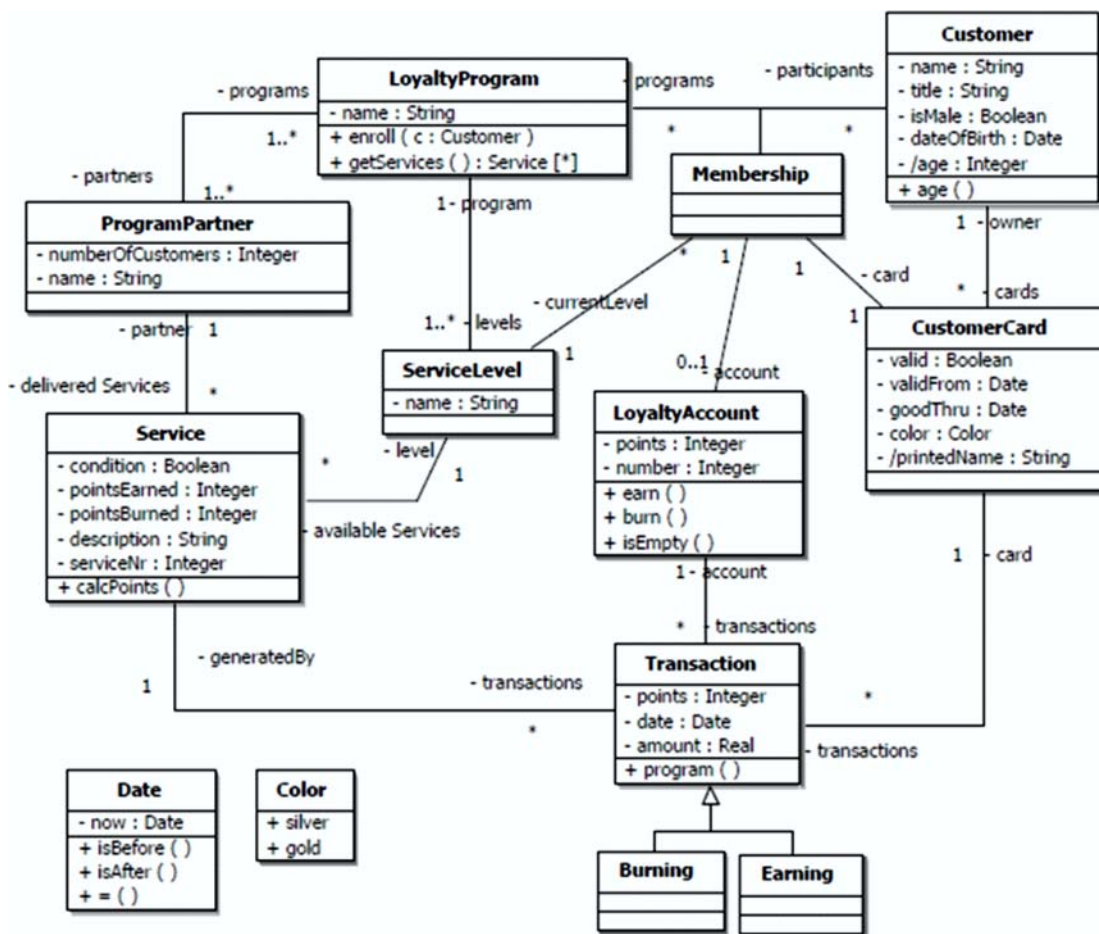 Customer
- name : String
- title : String
- isMale : Boolean
- dateOfBirth : Date
- /age : Integer
+ age ( )
LoyaltyProgram
- name : String
+ enroll ( c : Customer )
+ getServices ( ) : Service [*]
- programs
1..*
- programs
*
- participants
*
- partners
1..*
1 - program
Membership
ProgramPartner
- numberOfCustomers : Integer
- name : String
1 - owner
* - cards
*
1
1
- card
1
- currentLevel
1
1..* - levels
- partner
1
- delivered Services
*
ServiceLevel
- name : String
0..1
- account
CustomerCard
- valid : Boolean
- validFrom : Date
- goodThru : Date
- color : Color
- /printedName : String
Service
- condition : Boolean
- pointsEarned : Integer
- pointsBurned : Integer
- description : String
- serviceNr : Integer
+ calcPoints ( )
*
- level
1
- available Services
LoyaltyAccount
- points : Integer
- number : Integer
+ earn ( )
+ burn ( )
+ isEmpty ( )
1 - account
* - transactions
1
- card
- generatedBy
1
- transactions
*
Transaction
- points : Integer
- date : Date
- amount : Real
+ program ( )
*
- transactions
Date
- now : Date
+ isBefore ( )
+ isAfter ( )
+ = ( )
Color
+ silver
+ gold
Burning
Earning